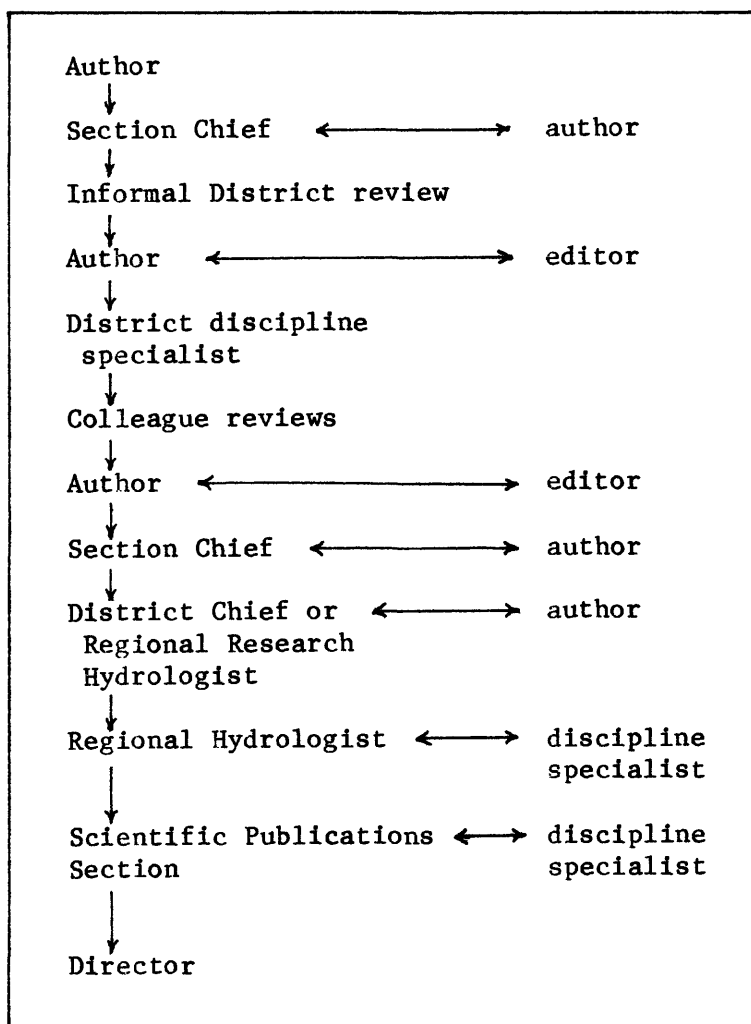 Author
Section Chief author
Informal District review
Author editor
District discipline
specialist
Colleague reviews
Author editor
Section Chief author
District Chief or author
Regional Research
Hydrologist
Regional Hydrologist discipline
specialist
Scientific Publications discipline
Section specialist
Director